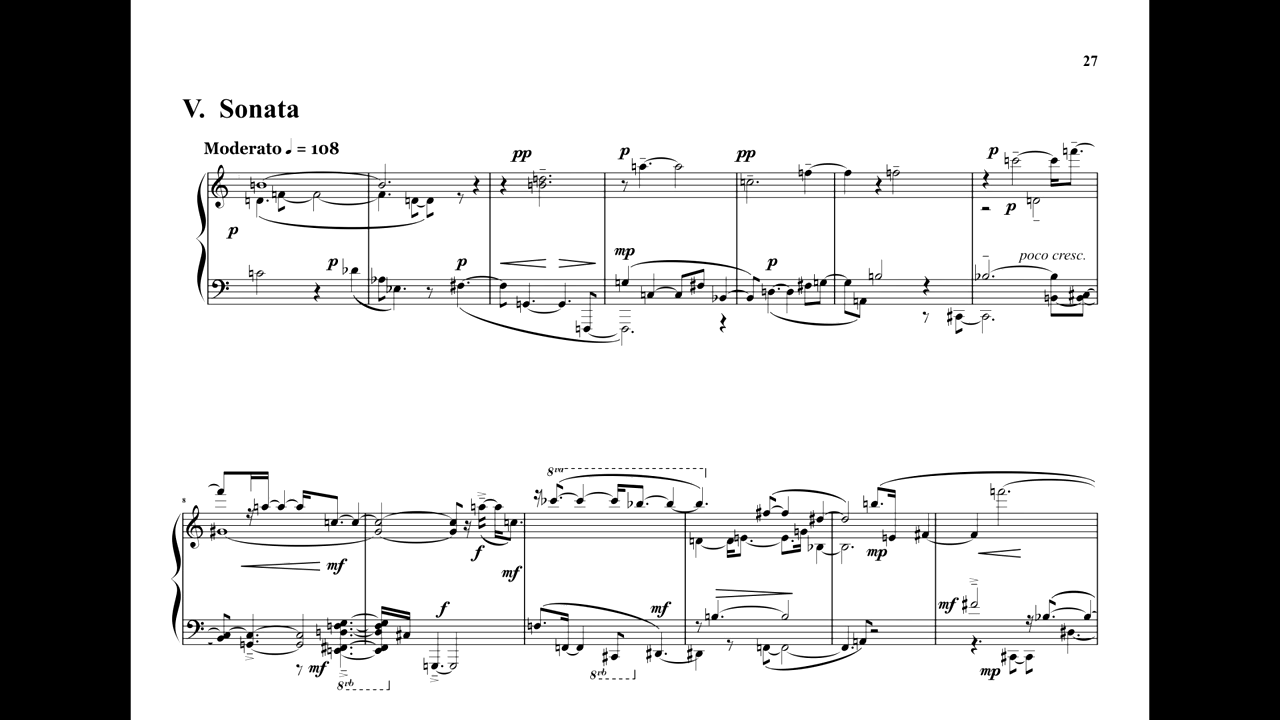 27
V. Sonata
Moderato ♩ = 108
pp p pp p
p p p mp p p
poco cresc.
8va
8
mf f mf mp
f mf mf
mf mp
8vb 8vb